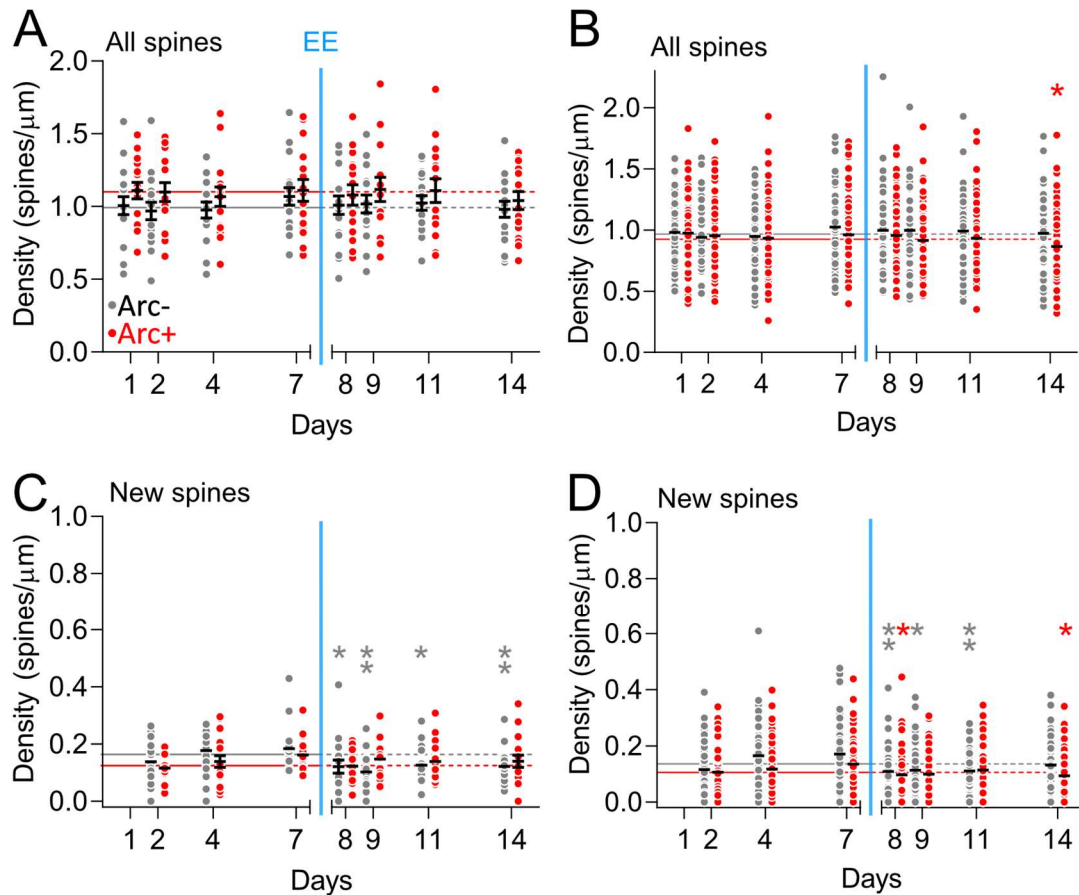 A
All spines
EE
Density (spines/μm)
2.0
1.5
1.0
0.5
0.0
Arc-
Arc+
1 2 4 7 8 9 11 14
Days
B
All spines
*
Density (spines/μm)
2.0
1.5
1.0
0.5
0.0
1 2 4 7 8 9 11 14
Days
C
New spines
Density (spines/μm)
1.0
0.8
0.6
0.4
0.2
0.0
* ** * **
1 2 4 7 8 9 11 14
Days
D
New spines
Density (spines/μm)
1.0
0.8
0.6
0.4
0.2
0.0
** * * ** *
1 2 4 7 8 9 11 14
Days